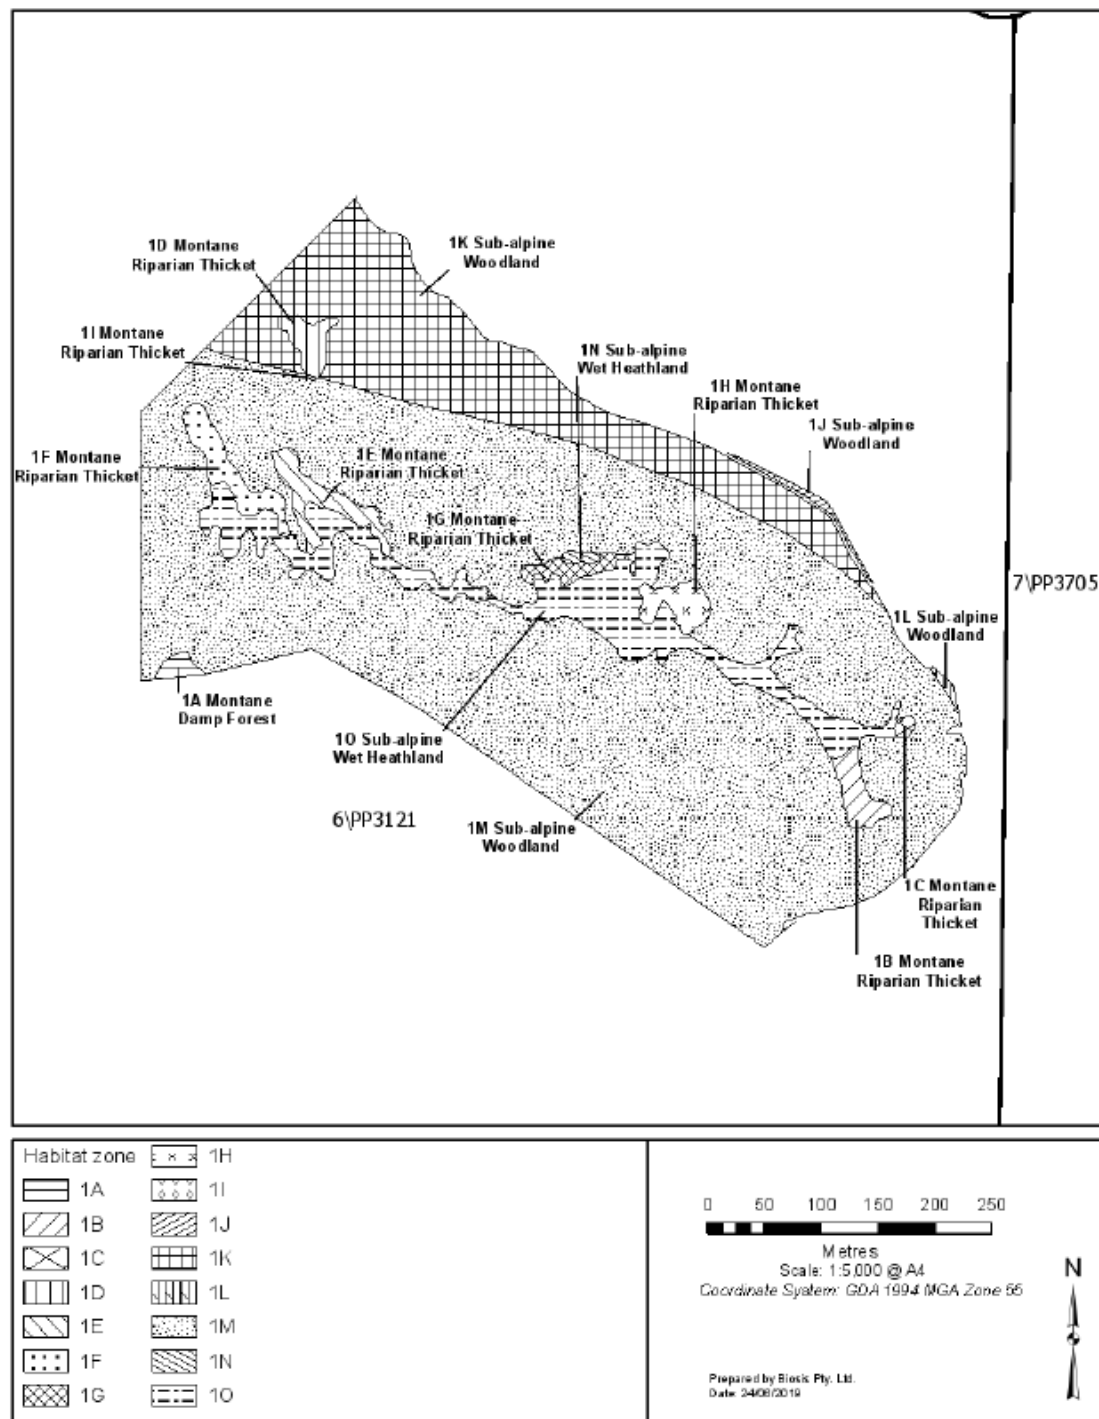 1D Montane
Riparian Thicket
1K Sub-alpine
Woodland
1I Montane
Riparian Thicket
1N Sub-alpine
Wet Heathland
1H Montane
Riparian Thicket
1J Sub-alpine
Woodland
1F Montane
Riparian Thicket
1E Montane
Riparian Thicket
1G Montane
Riparian Thicket
7\PP3705
1L Sub-alpine
Woodland
1A Montane
Damp Forest
1O Sub-alpine
Wet Heathland
6\PP3121
1M Sub-alpine
Woodland
1C Montane
Riparian
Thicket
1B Montane
Riparian Thicket
Habitat zone
1A
1B
1C
1D
1E
1F
1G
1H
1I
1J
1K
1L
1M
1N
1O
0 50 100 150 200 250
Metres
Scale: 1:5,000 @ A4
Coordinate System: GDA 1994 MGA Zone 55
N
Prepared by Biosis Pty. Ltd.
Date: 24/06/2019